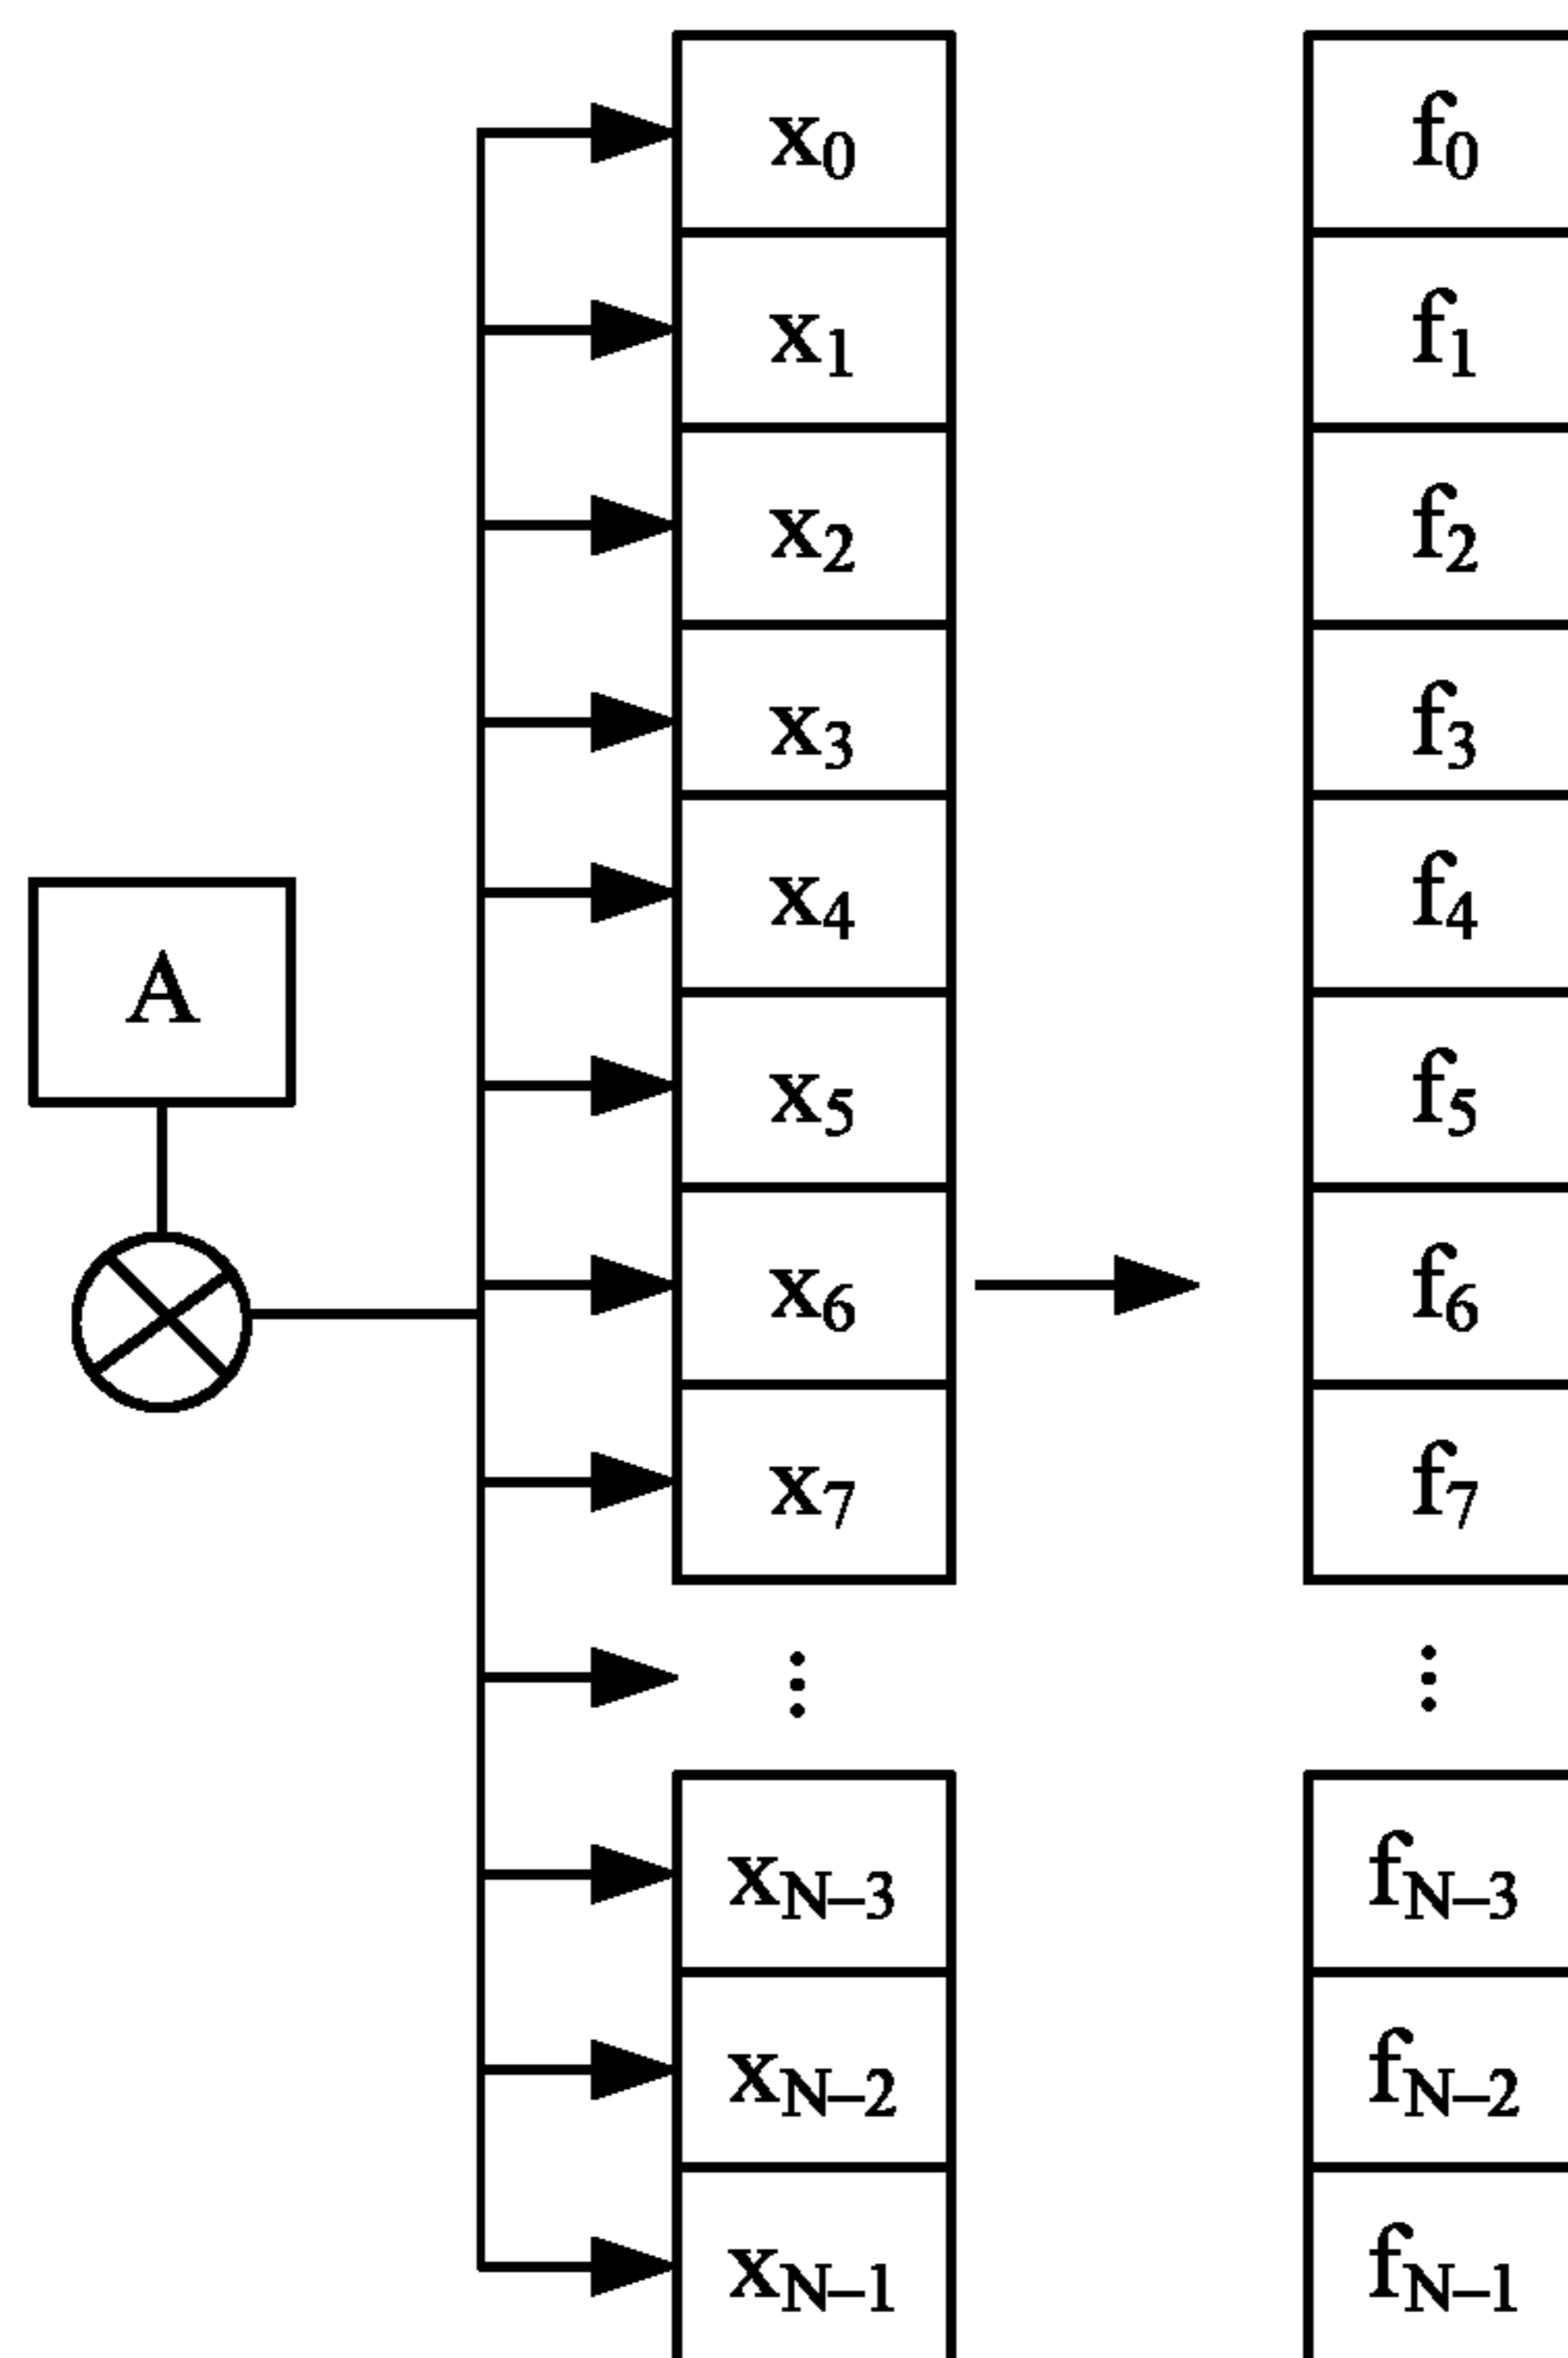 x0 f0
x1 f1
x2 f2
x3 f3
x4 f4
A
x5 f5
x6 f6
x7 f7
⋮ ⋮
xN–3 fN–3
xN–2 fN–2
xN–1 fN–1